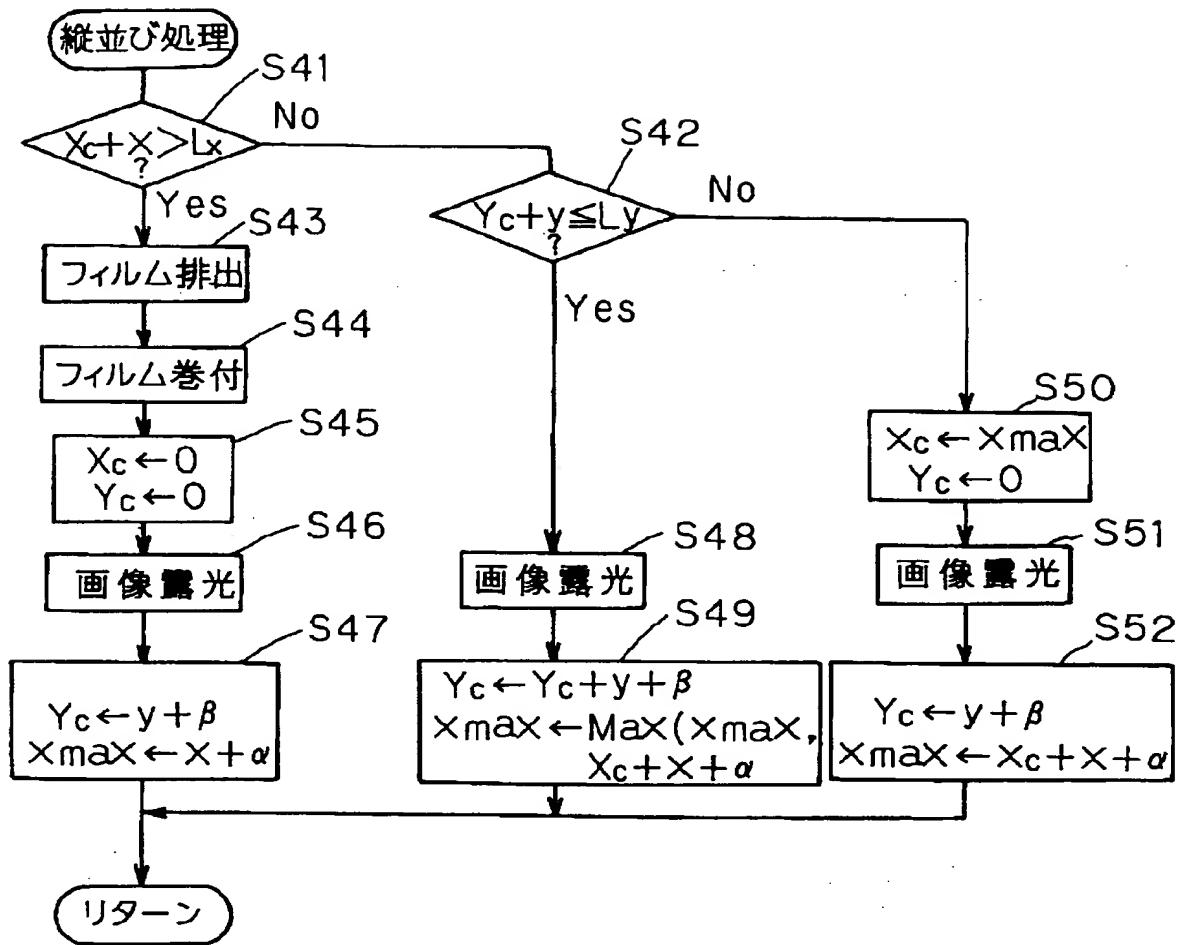 縦並び処理
S41
Xc+x>Lx
?
No
Yes
S42
Yc+y≦Ly
?
No
Yes
S43
フィルム排出
S44
フィルム巻付
S45
Xc←0
Yc←0
S46
画像露光
S47
Yc←y+β
xmax←x+α
S48
画像露光
S49
Yc←Yc+y+β
xmax←Max(xmax,
Xc+x+α
S50
Xc←xmax
Yc←0
S51
画像露光
S52
Yc←y+β
xmax←Xc+x+α
リターン